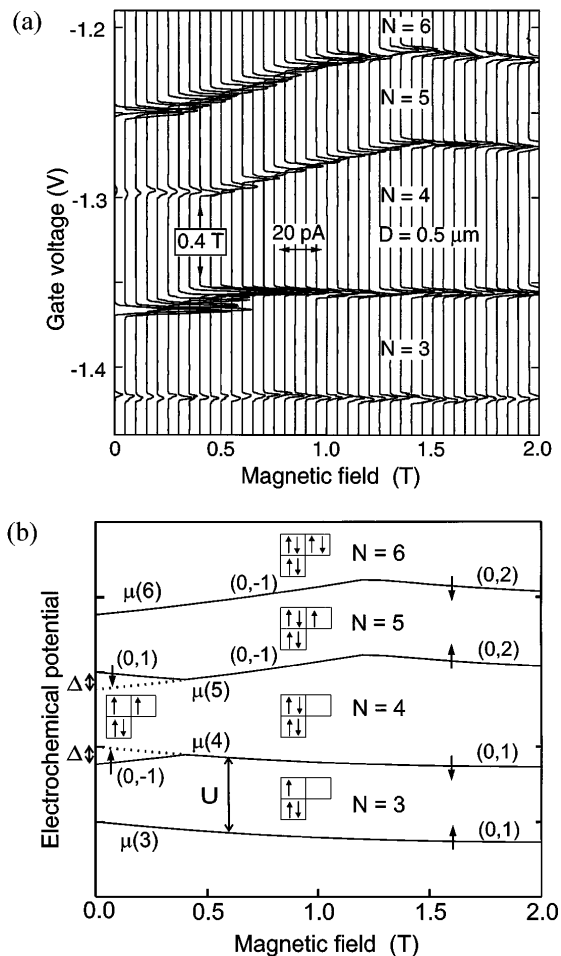 (a)
-1.2
-1.3
-1.4
Gate voltage (V)
N = 6
N = 5
N = 4
0.4 T
20 pA
D = 0.5 μm
N = 3
0 0.5 1.0 1.5 2.0
Magnetic field (T)
(b)
Electrochemical potential
N = 6
(0,-1)
(0,2)
μ(6)
N = 5
(0,1)
(0,-1)
(0,2)
Δ
μ(5)
N = 4
μ(4)
Δ
(0,1)
(0,-1)
U
N = 3
(0,1)
μ(3)
0.0 0.5 1.0 1.5 2.0
Magnetic field (T)